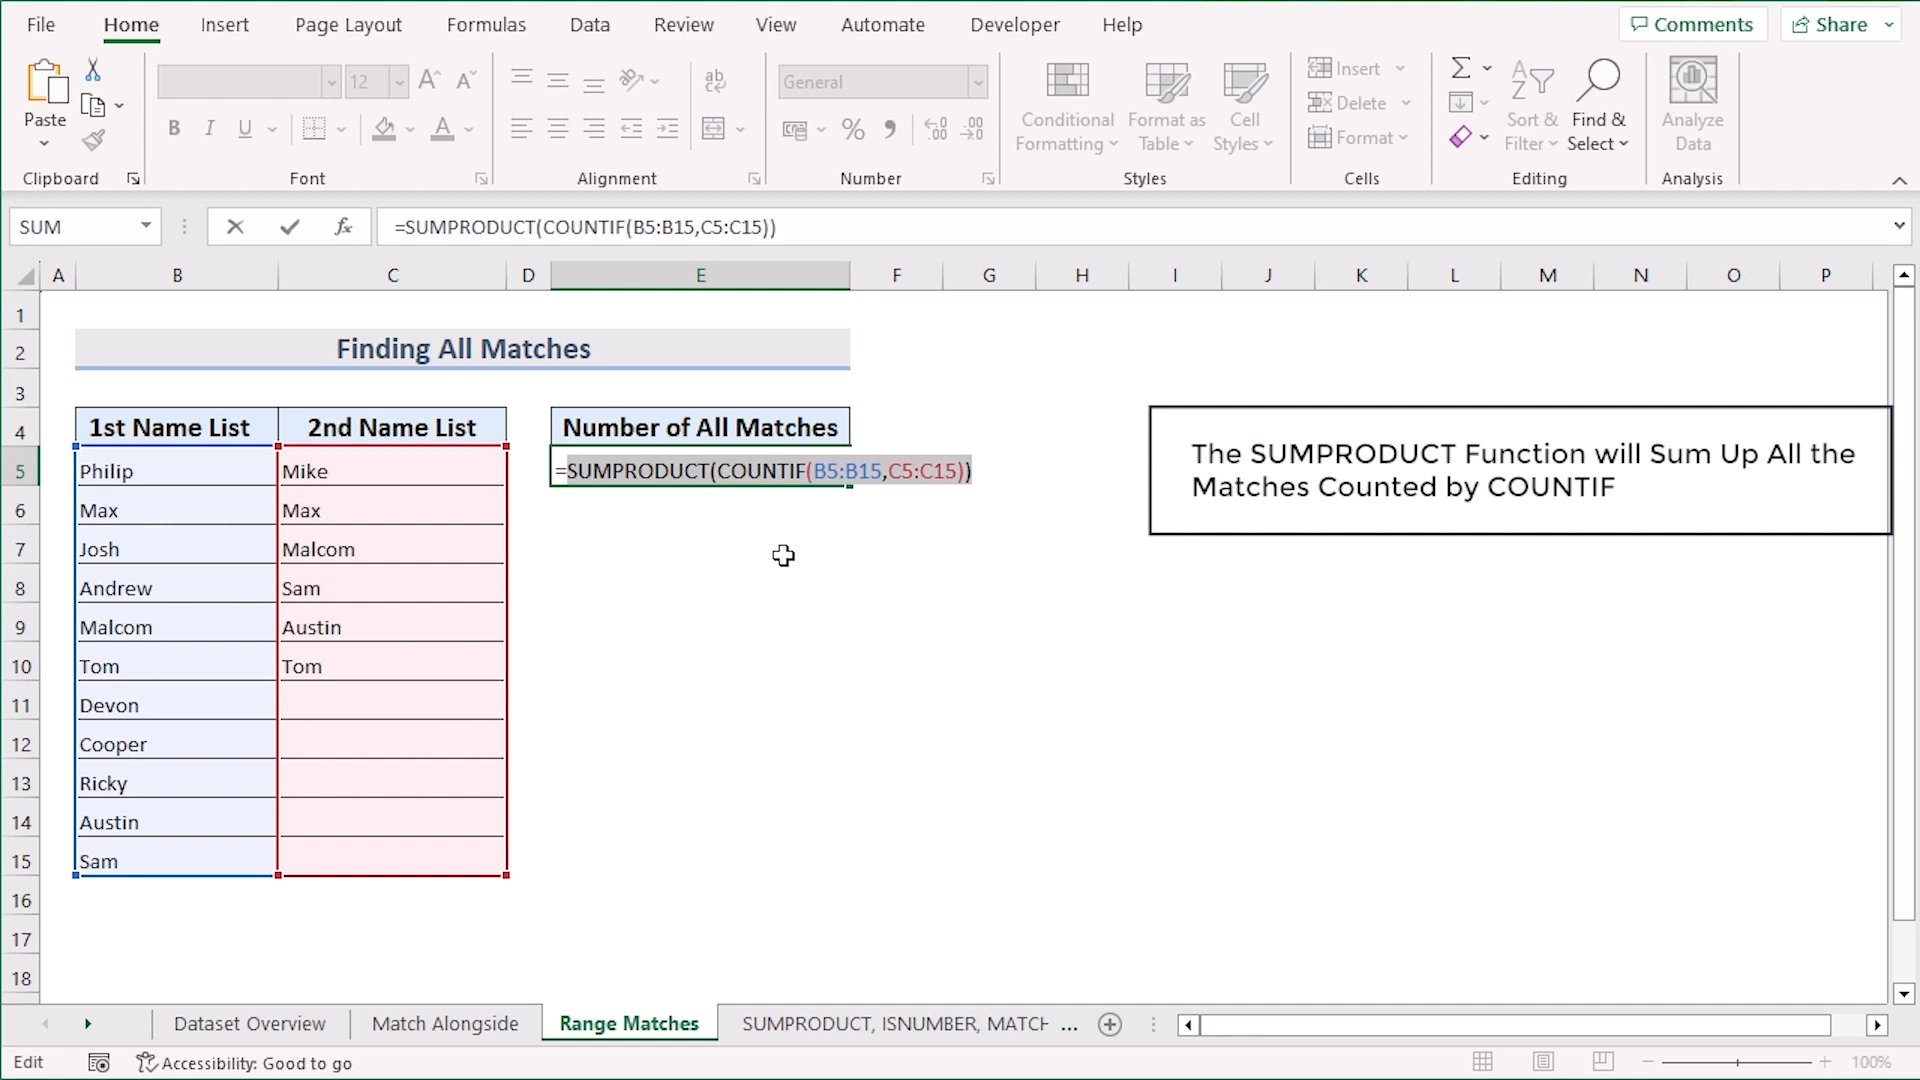 File Home Insert Page Layout Formulas Data Review View Automate Developer Help Comments Share
Paste
Clipboard
12
B I U
Font
ab
Alignment
General
%
Number
Conditional Formatting
Format as Table
Cell Styles
Styles
Insert
Delete
Format
Cells
Sort & Filter
Find & Select
Editing
Analyze Data
Analysis
SUM =SUMPRODUCT(COUNTIF(B5:B15,C5:C15))
A B C D E F G H I J K L M N O P
1
2 Finding All Matches
3
4 1st Name List 2nd Name List Number of All Matches
5 Philip Mike =SUMPRODUCT(COUNTIF(B5:B15,C5:C15))
6 Max Max
7 Josh Malcom
8 Andrew Sam
9 Malcom Austin
10 Tom Tom
11 Devon
12 Cooper
13 Ricky
14 Austin
15 Sam
16
17
18
The SUMPRODUCT Function will Sum Up All the
Matches Counted by COUNTIF
Dataset Overview Match Alongside Range Matches SUMPRODUCT, ISNUMBER, MATCH ...
Edit Accessibility: Good to go 100%